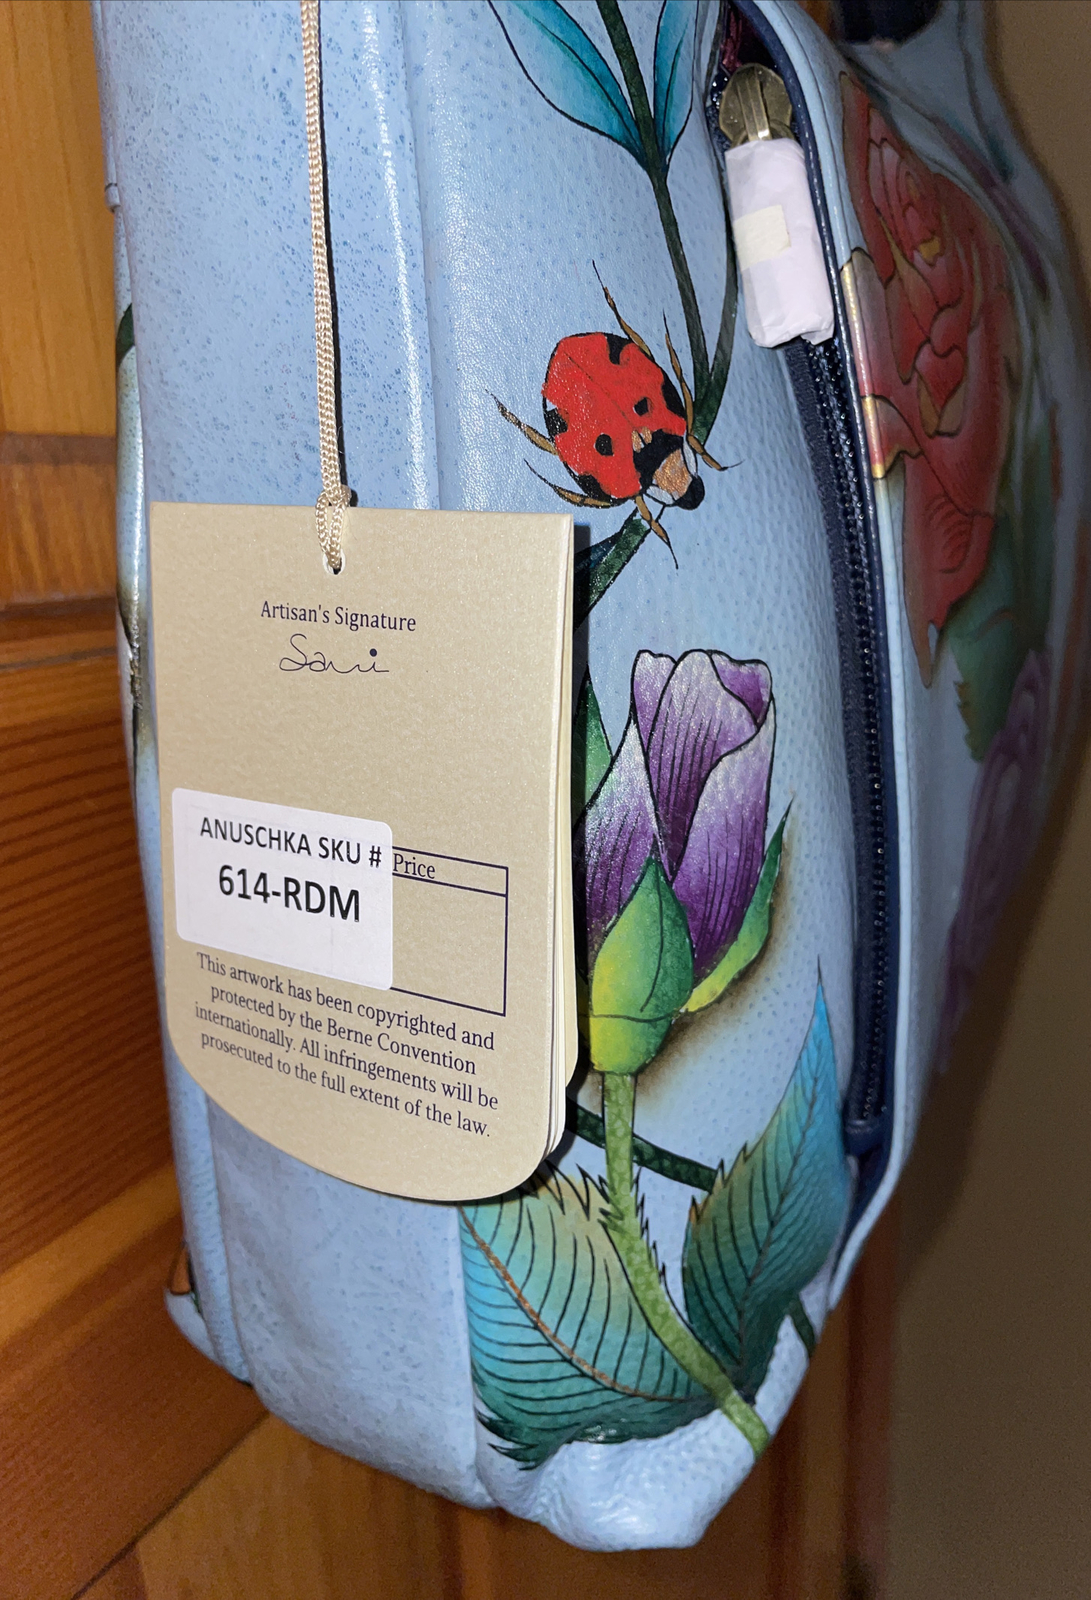 Artisan's Signature
Sani
ANUSCHKA SKU #
614-RDM
Price
This artwork has been copyrighted and
protected by the Berne Convention
internationally. All infringements will be
prosecuted to the full extent of the law.